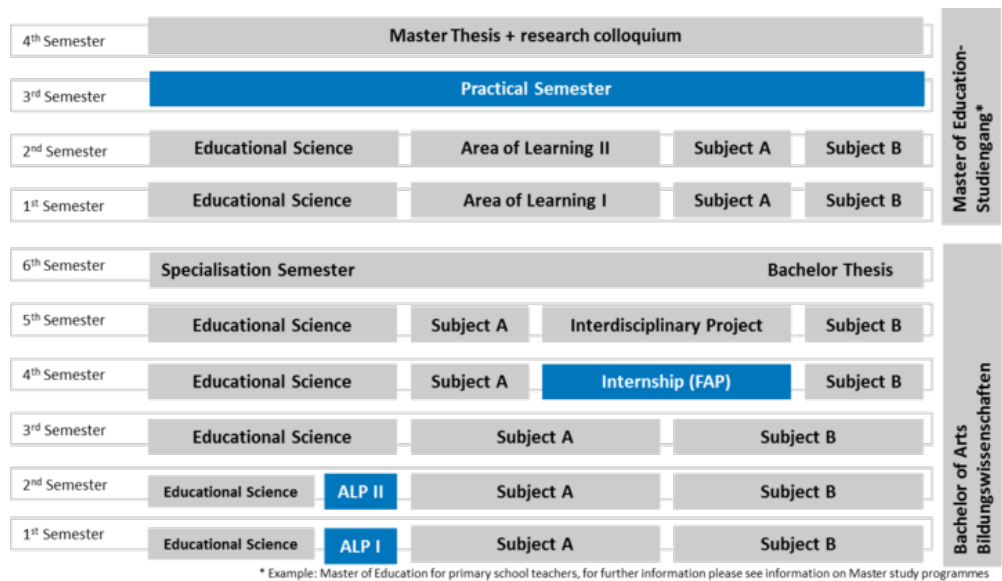 4th Semester
Master Thesis + research colloquium
3rd Semester
Practical Semester
2nd Semester
Educational Science
Area of Learning II
Subject A
Subject B
1st Semester
Educational Science
Area of Learning I
Subject A
Subject B
Master of Education-
Studiengang*
6th Semester
Specialisation Semester
Bachelor Thesis
5th Semester
Educational Science
Subject A
Interdisciplinary Project
Subject B
4th Semester
Educational Science
Subject A
Internship (FAP)
Subject B
3rd Semester
Educational Science
Subject A
Subject B
2nd Semester
Educational Science
ALP II
Subject A
Subject B
1st Semester
Educational Science
ALP I
Subject A
Subject B
Bachelor of Arts
Bildungswissenschaften
* Example: Master of Education for primary school teachers, for further information please see information on Master study programmes